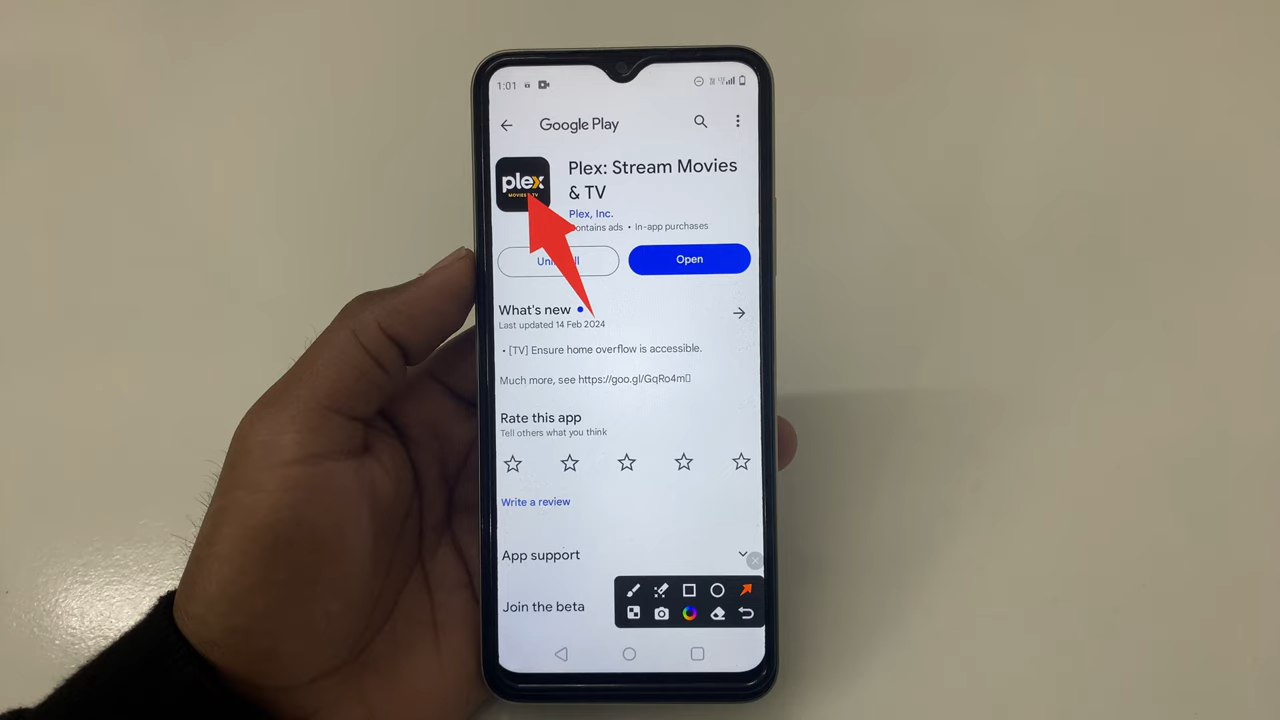 1:01
Google Play
plex
MOVIES & TV
Plex: Stream Movies
& TV
Plex, Inc.
ontains ads • In-app purchases
Open
What's new
Last updated 14 Feb 2024
• [TV] Ensure home overflow is accessible.
Much more, see https://goo.gl/GqRo4m
Rate this app
Tell others what you think
Write a review
App support
Join the beta